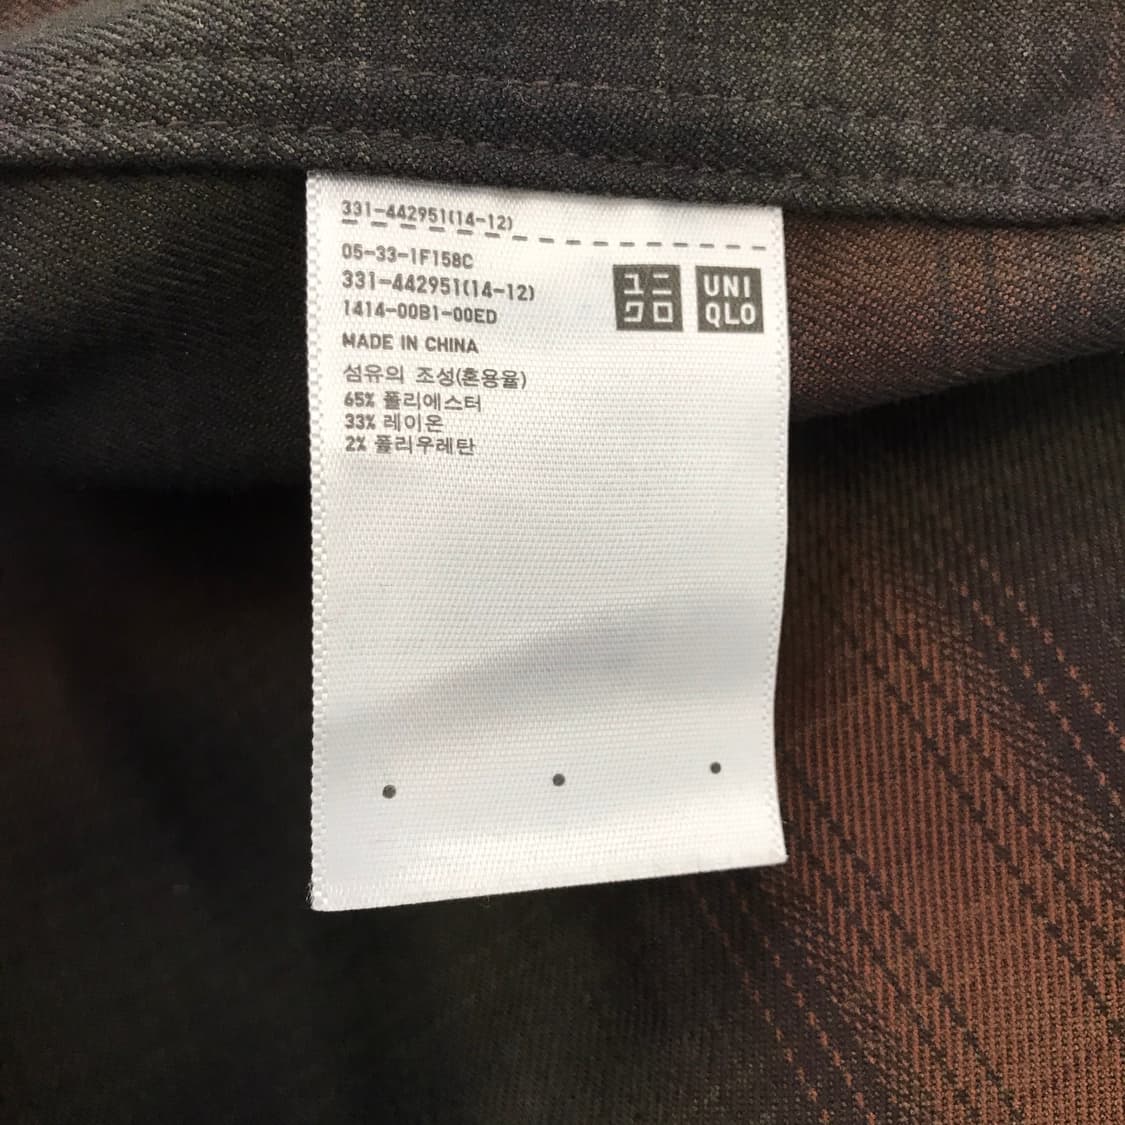 331-442951(14-12)
05-33-1F158C
331-442951(14-12)
1414-00B1-00ED
MADE IN CHINA
섬유의 조성(혼용율)
65% 폴리에스터
33% 레이온
2% 폴리우레탄
ユニ
クロ
UNI
QLO